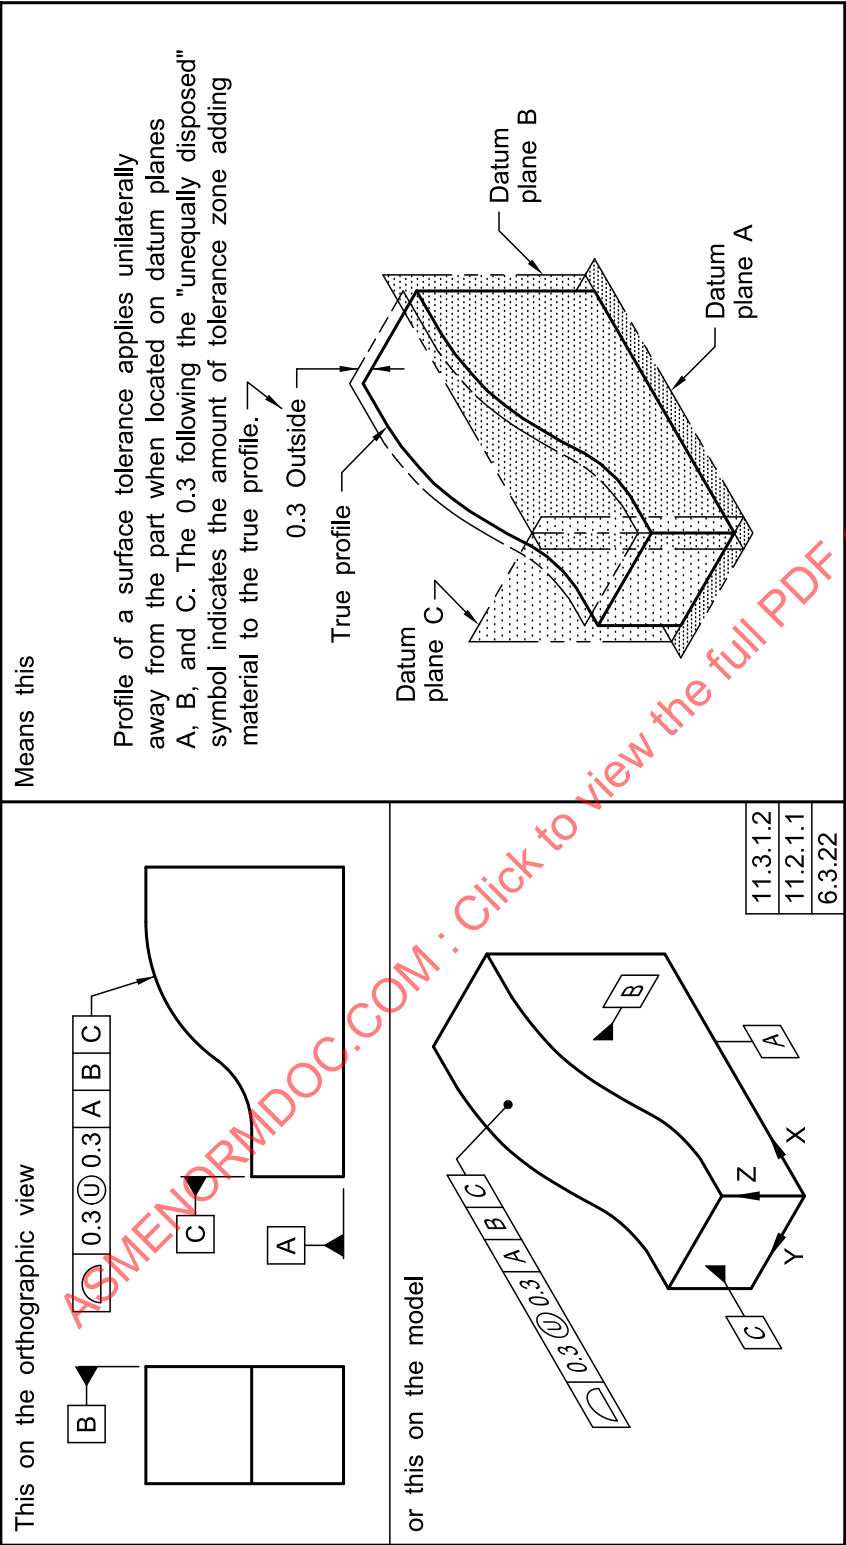 This on the orthographic view
B
0.3 Ⓤ 0.3 A B C
C
A
or this on the model
0.3 Ⓤ 0.3 A B C
B
A
C
X
Y
Z
11.3.1.2
11.2.1.1
6.3.22
Means this
Profile of a surface tolerance applies unilaterally
away from the part when located on datum planes
A, B, and C. The 0.3 following the "unequally disposed"
symbol indicates the amount of tolerance zone adding
material to the true profile.
0.3 Outside
True profile
Datum
plane C
Datum
plane B
Datum
plane A
ASMENORMDOC.COM : Click to view the full PDF